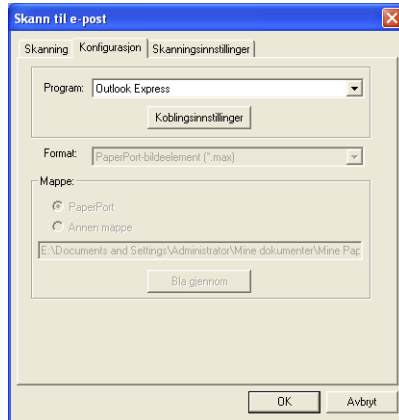 Skann til e-post
Skanning Konfigurasjon Skanningsinnstillinger
Program: Outlook Express
Koblingsinnstillinger
Format: PaperPort-bildeelement (*.max)
Mappe:
PaperPort
Annen mappe
E:\Documents and Settings\Administrator\Mine dokumenter\Mine Pap
Bla gjennom
OK Avbryt